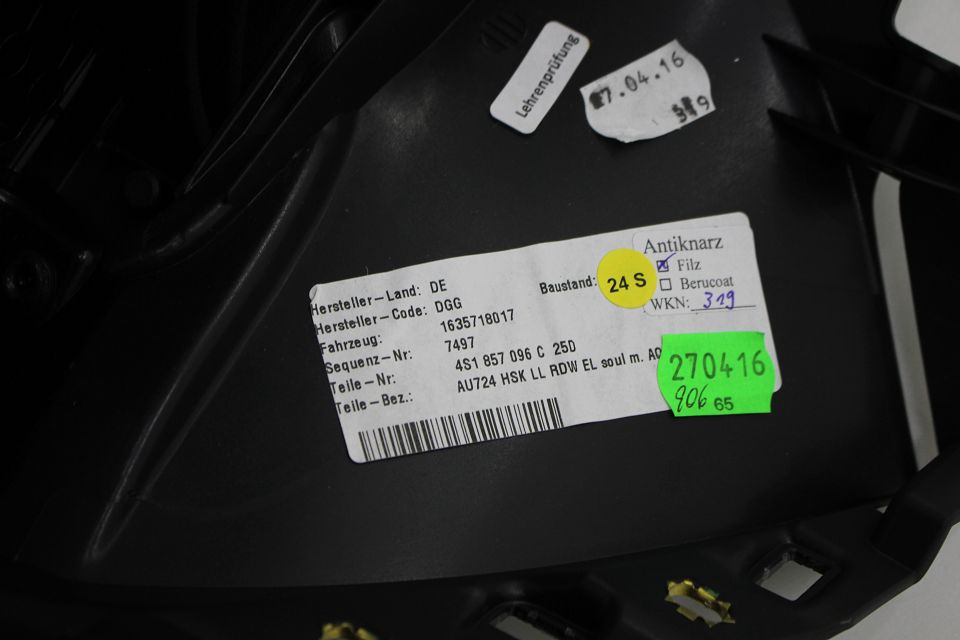 Lehrenprüfung
7.04.16
9
Hersteller-Land: DE
Hersteller-Code: DGG
Fahrzeug: 1635718017
Sequenz-Nr: 7497
Teile-Nr: 4S1 857 096 C 25D
Teile-Bez.: AU724 HSK LL RDW EL soul m.
Baustand: 24 S
Antiknarz
Filz
Berucoat
WKN: 319
270416
906 65